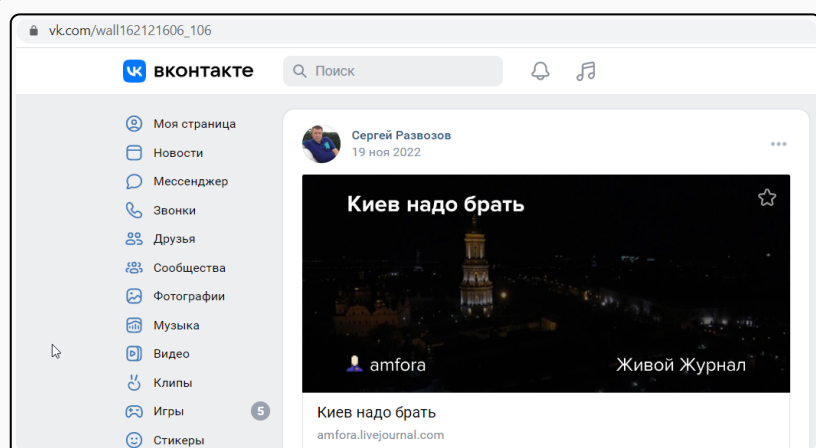 vk.com/wall162121606_106
вконтакте
Поиск
Моя страница
Новости
Мессенджер
Звонки
Друзья
Сообщества
Фотографии
Музыка
Видео
Клипы
Игры
5
Стикеры
Сергей Развозов
19 ноя 2022
Киев надо брать
amfora
Живой Журнал
Киев надо брать
amfora.livejournal.com